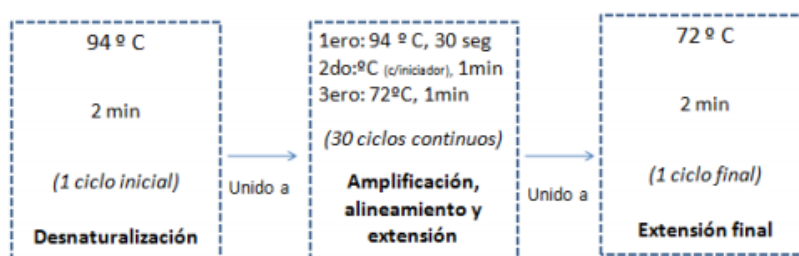 94 º C
2 min
(1 ciclo inicial)
Desnaturalización
Unido a
1ero: 94 º C, 30 seg
2do:ºC (c/iniciador), 1min
3ero: 72ºC, 1min
(30 ciclos continuos)
Amplificación,
alineamiento y
extensión
Unido a
72 º C
2 min
(1 ciclo final)
Extensión final